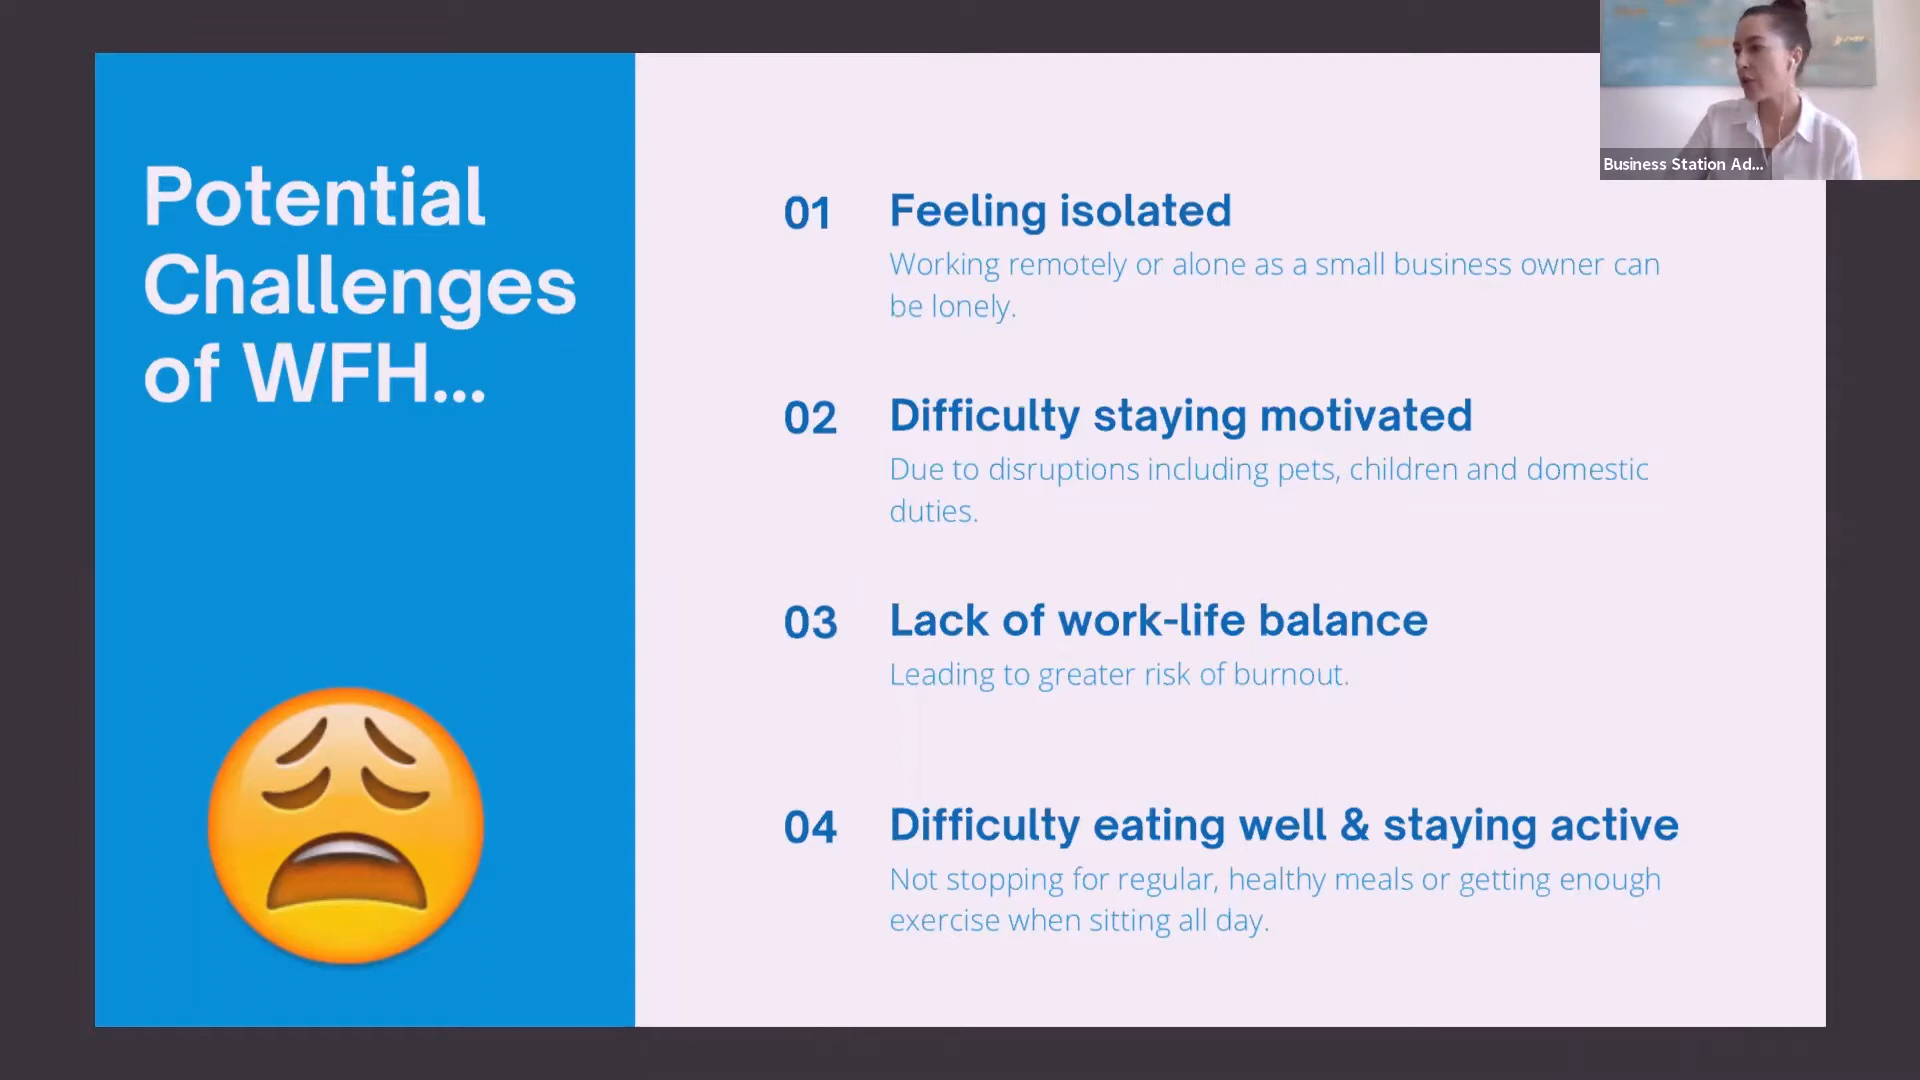 Potential
Challenges
of WFH...
01
Feeling isolated
Working remotely or alone as a small business owner can
be lonely.
02
Difficulty staying motivated
Due to disruptions including pets, children and domestic
duties.
03
Lack of work-life balance
Leading to greater risk of burnout.
04
Difficulty eating well & staying active
Not stopping for regular, healthy meals or getting enough
exercise when sitting all day.
Business Station Ad...